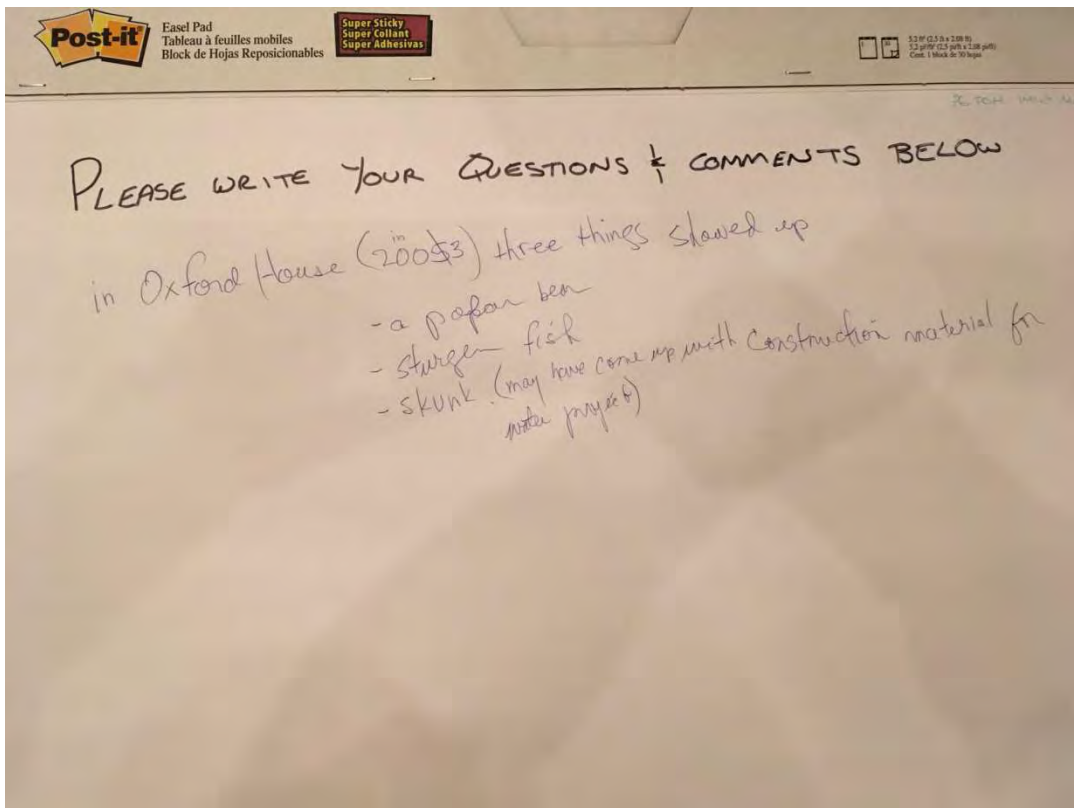 Post-it
Easel Pad
Tableau à feuilles mobiles
Block de Hojas Reposicionables
Super Sticky
Super Collant
Super Adhesivas
PLEASE WRITE YOUR QUESTIONS & COMMENTS BELOW
in Oxford House (in 2003) three things showed up
- a polar bear
- sturgen fish
- skunk (may have come up with construction material for
water project)